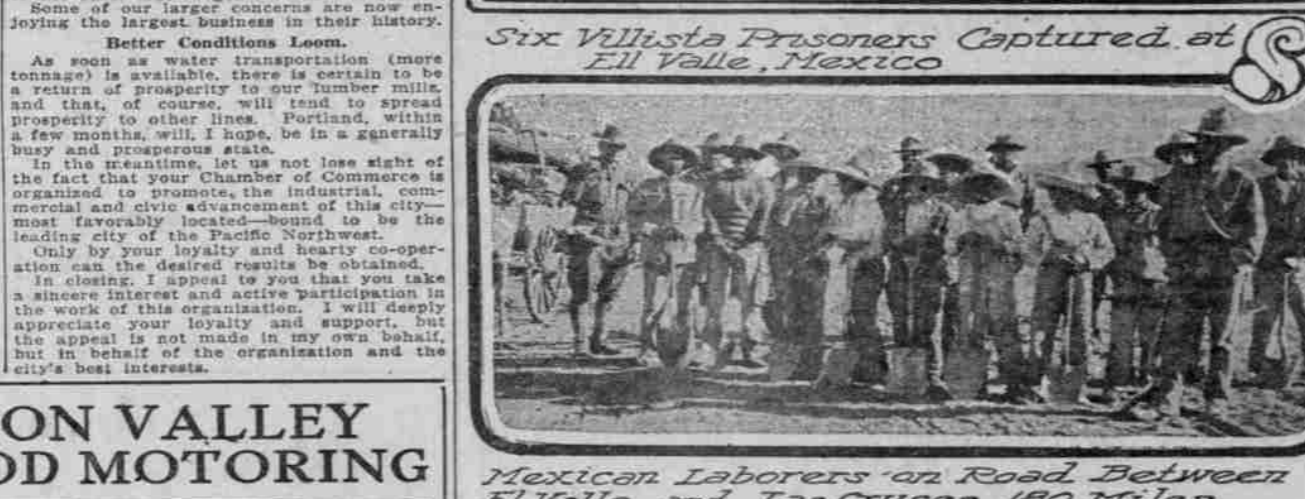 Some of our larger concerns are now en-
joying the largest business in their history.
Better Conditions Loom.
As soon as water transportation (more
tonnage) is available, there is certain to be
a return of prosperity to our lumber mills,
and that, of course, will tend to spread
prosperity to other lines. Portland, within
a few months, will, I hope, be in a generally
busy and prosperous state.
In the meantime, let us not lose sight of
the fact that your Chamber of Commerce is
organized to promote, the industrial, com-
mercial and civic advancement of this city—
most favorably located—bound to be the
leading city of the Pacific Northwest.
Only by your loyalty and hearty co-oper-
ation can the desired results be obtained.
In closing, I appeal to you that you take
a sincere interest and active participation in
the work of this organization. I will deeply
appreciate your loyalty and support, but
the appeal is not made in my own behalf,
but in behalf of the organization and the
city's best interests.
ON VALLEY
OD MOTORING
Six Villista Prisoners Captured at
Ell Valle, Mexico
Mexican Laborers on Road Between
El Valle and Las Cruces, 180 Miles